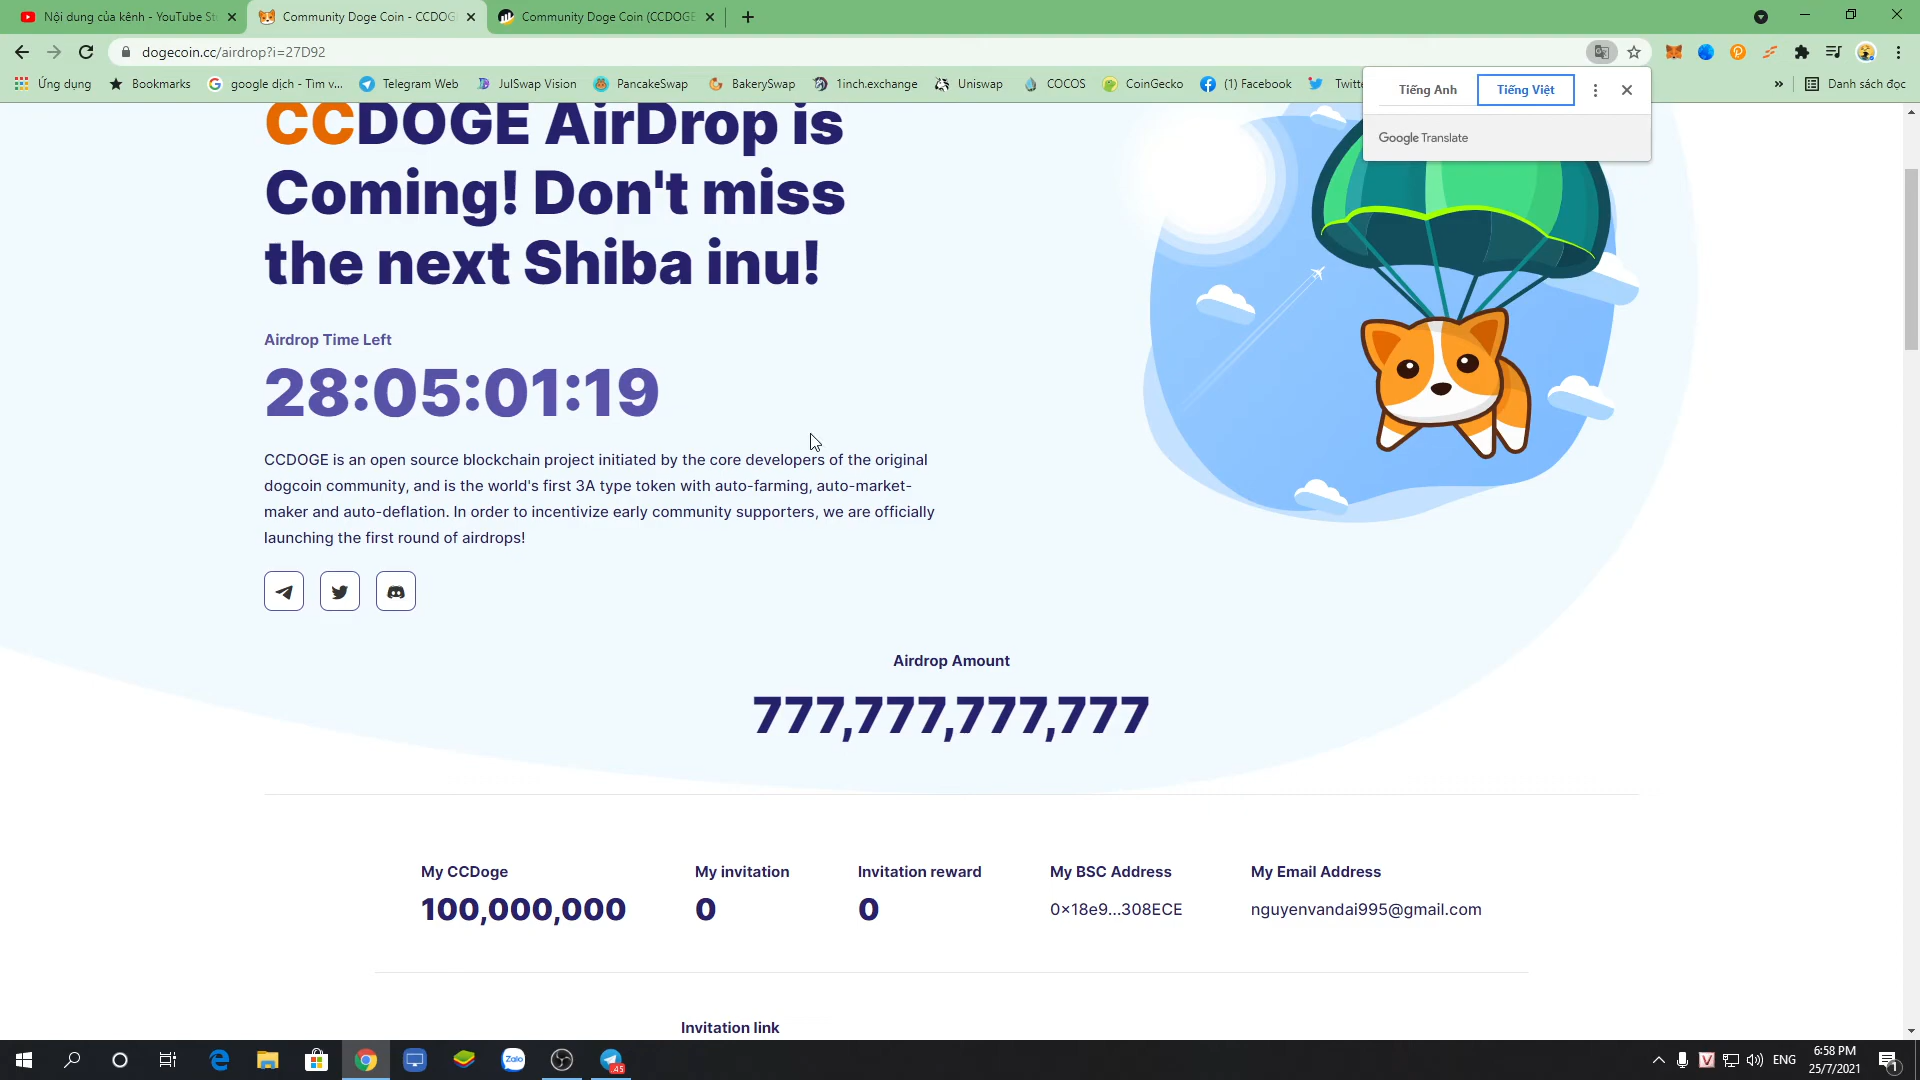 Nội dung của kênh - YouTube St
Community Doge Coin - CCDOG
Community Doge Coin (CCDOGE
dogecoin.cc/airdrop?i=27D92
Ứng dụng
Bookmarks
google dịch - Tìm v...
Telegram Web
JulSwap Vision
PancakeSwap
BakerySwap
1inch.exchange
Uniswap
COCOS
CoinGecko
(1) Facebook
Twitte
»
Danh sách đọc
Tiếng Anh
Tiếng Việt
Google Translate
CCDOGE AirDrop is
Coming! Don't miss
the next Shiba inu!
Airdrop Time Left
28:05:01:19
CCDOGE is an open source blockchain project initiated by the core developers of the original
dogcoin community, and is the world's first 3A type token with auto-farming, auto-market-
maker and auto-deflation. In order to incentivize early community supporters, we are officially
launching the first round of airdrops!
Airdrop Amount
777,777,777,777
My CCDoge
100,000,000
My invitation
0
Invitation reward
0
My BSC Address
0x18e9...308ECE
My Email Address
nguyenvandai995@gmail.com
Invitation link
Zalo
45
V
ENG
6:58 PM
25/7/2021
1